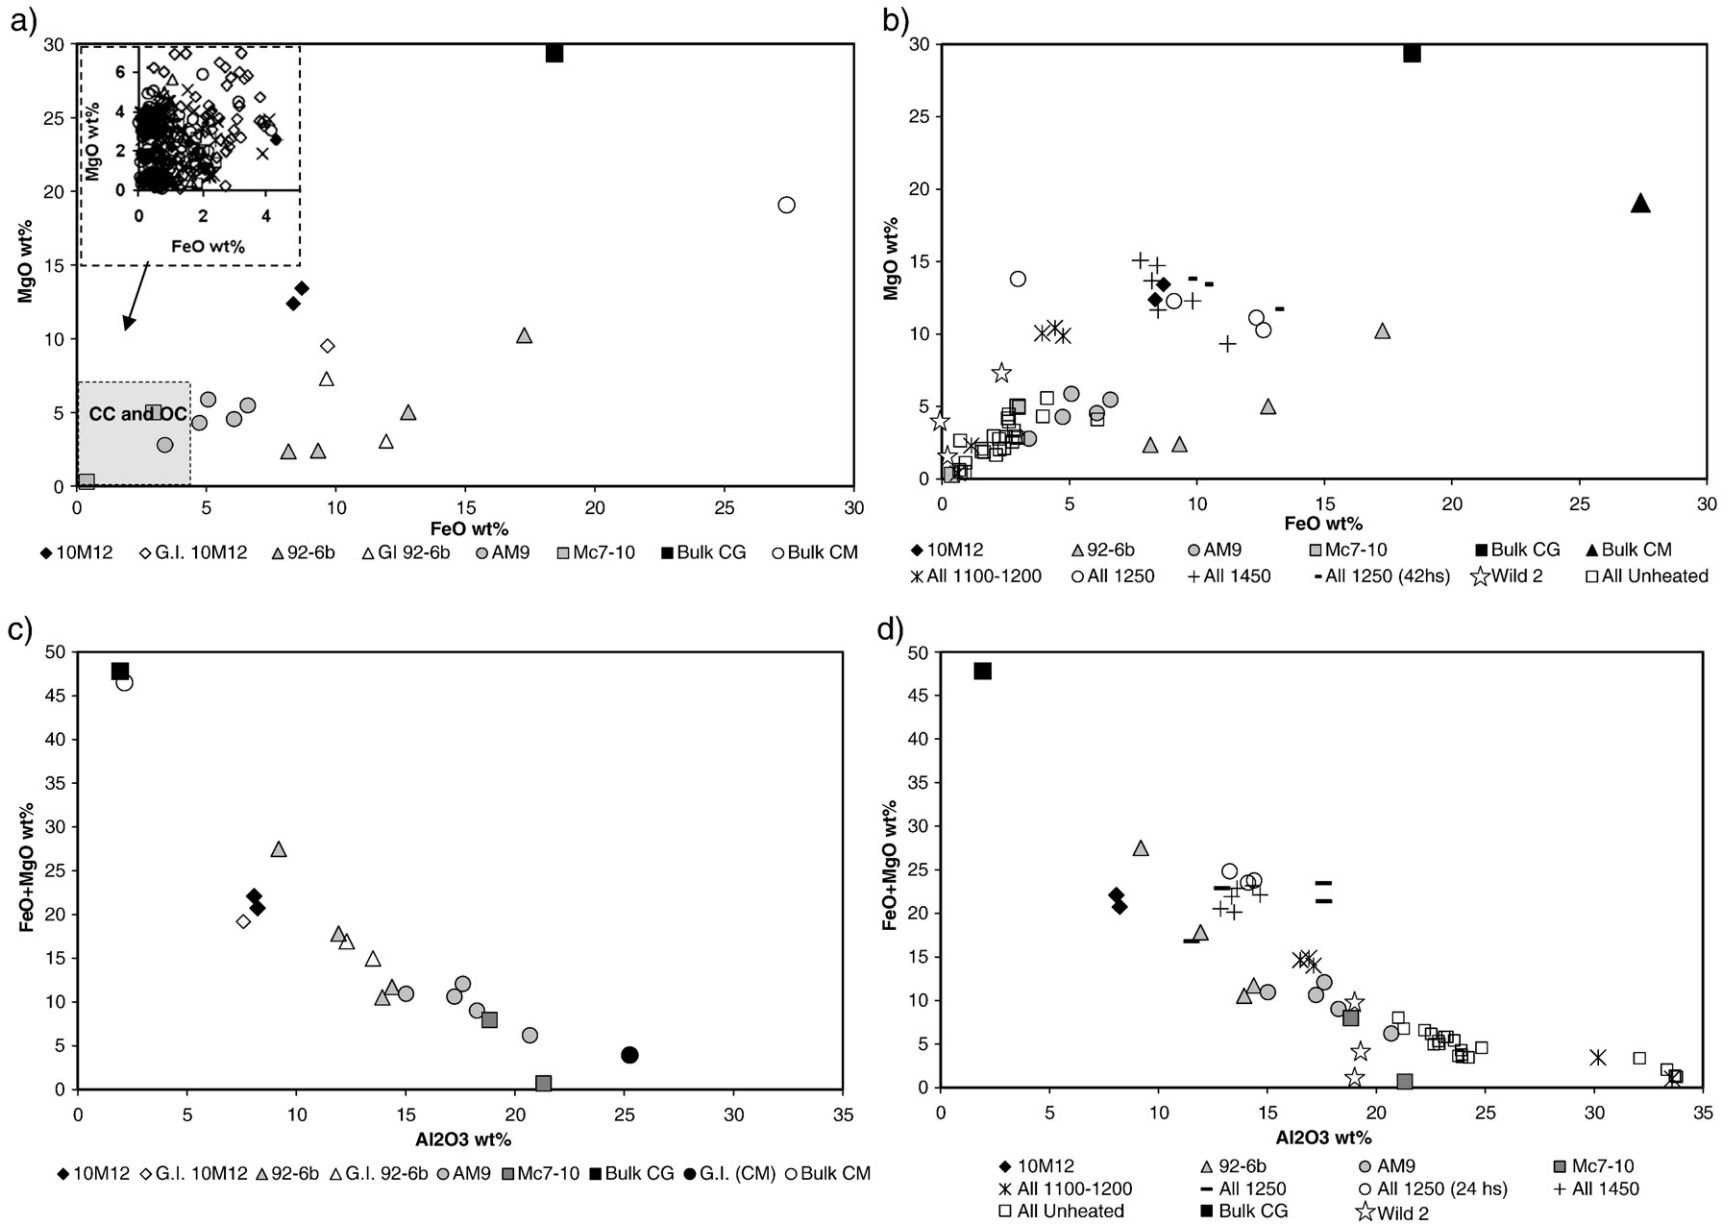 a)
30
25
20
15
10
5
0
MgO wt%
6
4
2
0
MgO wt%
0 2 4
FeO wt%
CC and OC
0 5 10 15 20 25 30
FeO wt%
10M12 G.I. 10M12 92-6b GI 92-6b AM9 Mc7-10 Bulk CG Bulk CM
b)
30
25
20
15
10
5
0
MgO wt%
0 5 10 15 20 25 30
FeO wt%
10M12 92-6b AM9 Mc7-10 Bulk CG Bulk CM
All 1100-1200 All 1250 All 1450 All 1250 (42hs) Wild 2 All Unheated
c)
50
45
40
35
30
25
20
15
10
5
0
FeO+MgO wt%
0 5 10 15 20 25 30 35
Al2O3 wt%
10M12 G.I. 10M12 92-6b G.I. 92-6b AM9 Mc7-10 Bulk CG G.I. (CM) Bulk CM
d)
50
45
40
35
30
25
20
15
10
5
0
FeO+MgO wt%
0 5 10 15 20 25 30 35
Al2O3 wt%
10M12 92-6b AM9 Mc7-10
All 1100-1200 All 1250 All 1250 (24 hs) All 1450
All Unheated Bulk CG Wild 2